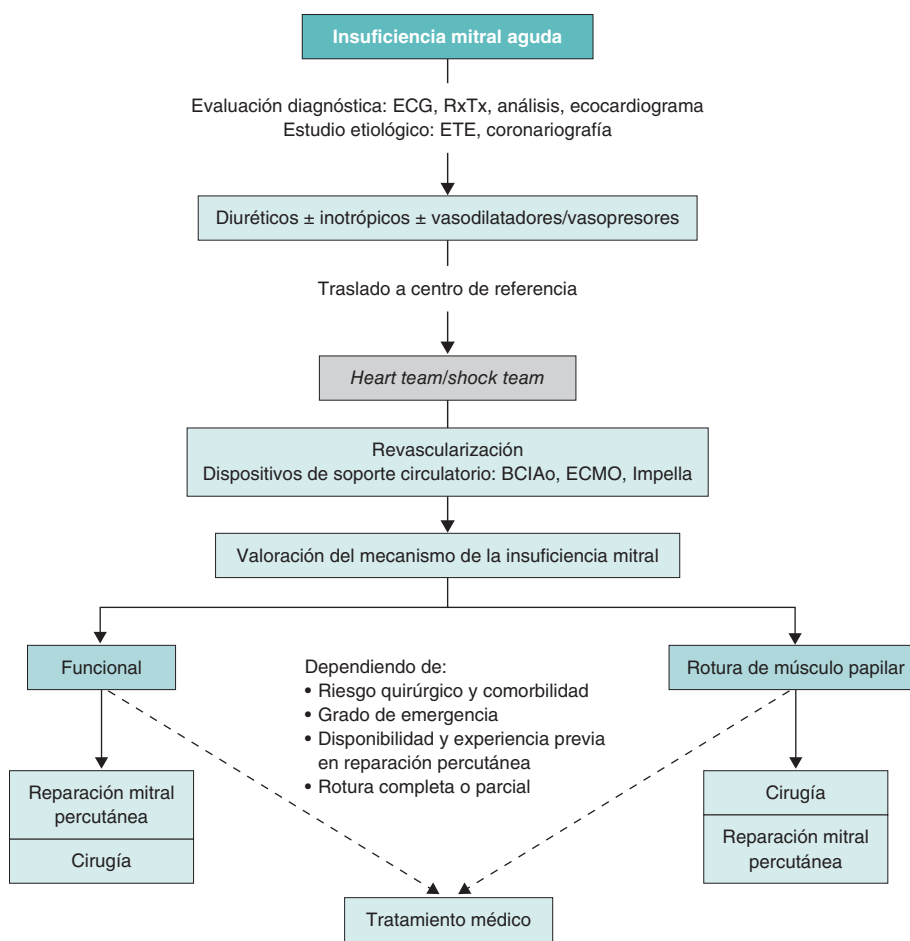 Insuficiencia mitral aguda
Evaluación diagnóstica: ECG, RxTx, análisis, ecocardiograma
Estudio etiológico: ETE, coronariografía
Diuréticos ± inotrópicos ± vasodilatadores/vasopresores
Traslado a centro de referencia
Heart team/shock team
Revascularización
Dispositivos de soporte circulatorio: BCIAo, ECMO, Impella
Valoración del mecanismo de la insuficiencia mitral
Funcional
Dependiendo de:
• Riesgo quirúrgico y comorbilidad
• Grado de emergencia
• Disponibilidad y experiencia previa
en reparación percutánea
• Rotura completa o parcial
Rotura de músculo papilar
Reparación mitral
percutánea
Cirugía
Cirugía
Reparación mitral
percutánea
Tratamiento médico